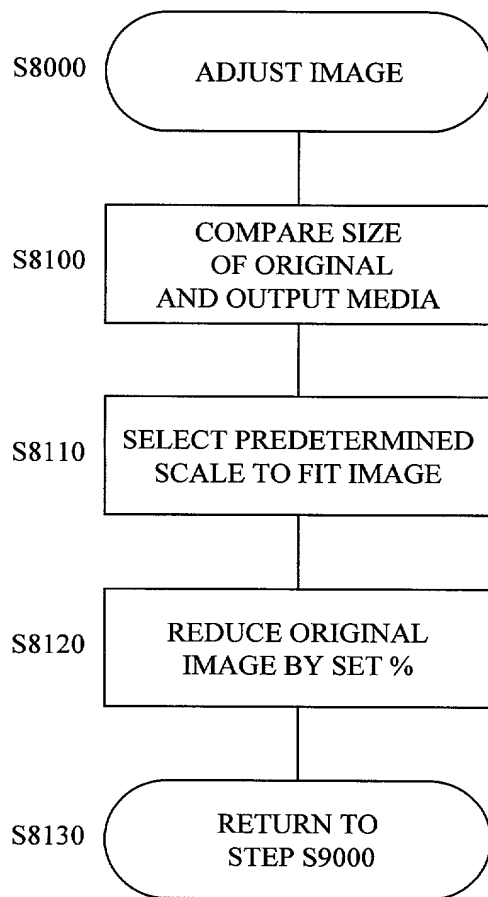 S8000
ADJUST IMAGE
S8100
COMPARE SIZE
OF ORIGINAL
AND OUTPUT MEDIA
S8110
SELECT PREDETERMINED
SCALE TO FIT IMAGE
S8120
REDUCE ORIGINAL
IMAGE BY SET %
S8130
RETURN TO
STEP S9000